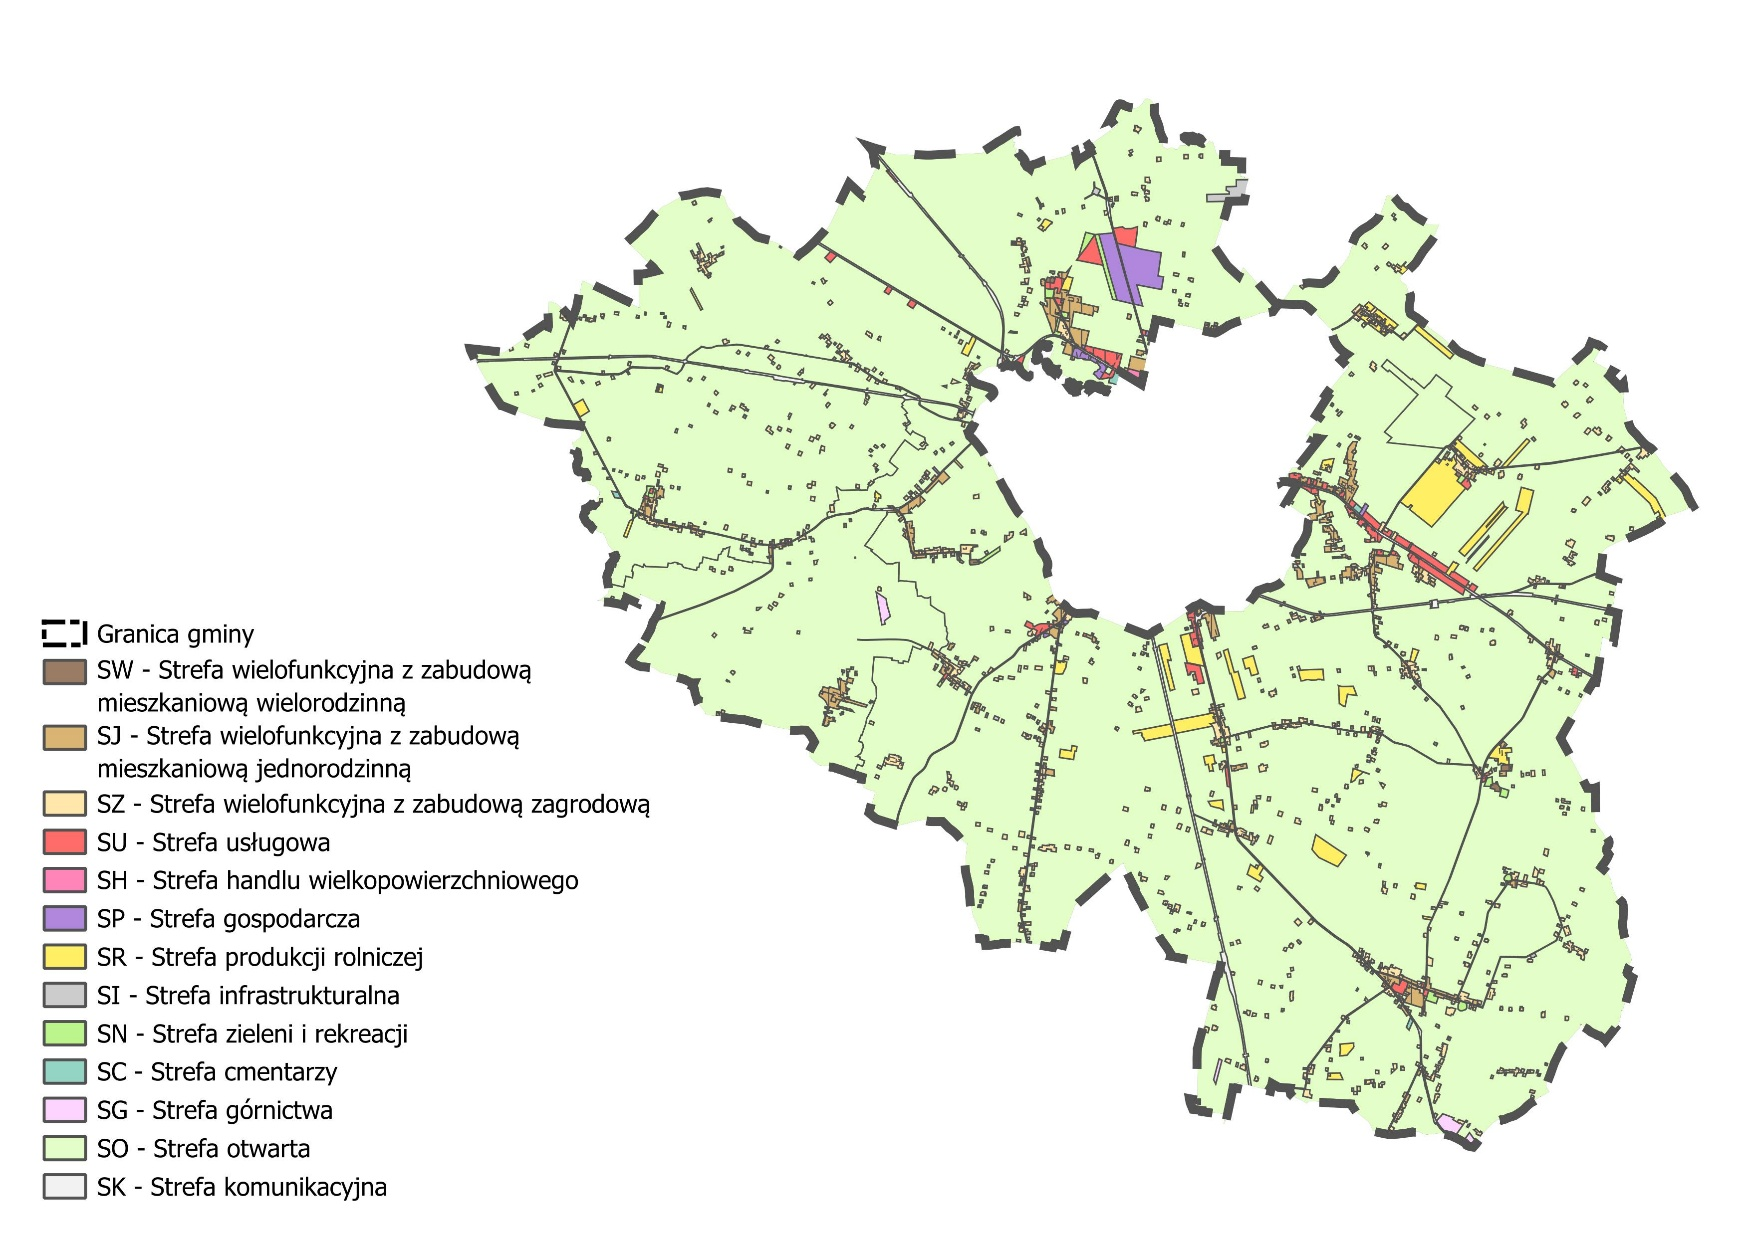 Granica gminy
SW - Strefa wielofunkcyjna z zabudową
mieszkaniową wielorodzinną
SJ - Strefa wielofunkcyjna z zabudową
mieszkaniową jednorodzinną
SZ - Strefa wielofunkcyjna z zabudową zagrodową
SU - Strefa usługowa
SH - Strefa handlu wielkopowierzchniowego
SP - Strefa gospodarcza
SR - Strefa produkcji rolniczej
SI - Strefa infrastrukturalna
SN - Strefa zieleni i rekreacji
SC - Strefa cmentarzy
SG - Strefa górnictwa
SO - Strefa otwarta
SK - Strefa komunikacyjna